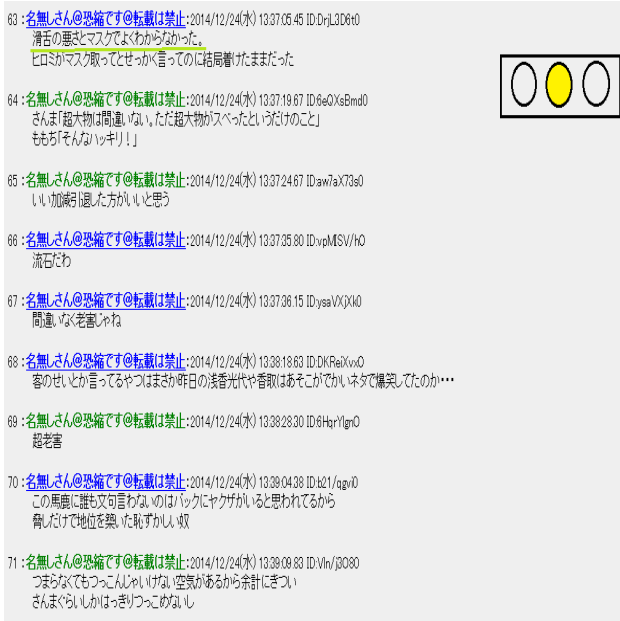 63 :名無しさん@恐縮です@転載は禁止:2014/12/24(水) 13:37:05.45 ID:DrjL3D6t0
滑舌の悪さとマスクでよくわからなかった。
ヒロミがマスク取ってとせっかく言ってのに結局着けたままだった
64 :名無しさん@恐縮です@転載は禁止:2014/12/24(水) 13:37:19.67 ID:6eQXsBmd0
さんま「超大物は間違いない。ただ超大物がスベったというだけのこと」
ももち「そんなハッキリ！」
65 :名無しさん@恐縮です@転載は禁止:2014/12/24(水) 13:37:24.67 ID:aw7aX73s0
いい加減引退した方がいいと思う
66 :名無しさん@恐縮です@転載は禁止:2014/12/24(水) 13:37:35.80 ID:vpMISV/h0
流石だわ
67 :名無しさん@恐縮です@転載は禁止:2014/12/24(水) 13:37:36.15 ID:ysaVXjXk0
間違いなく老害じゃね
68 :名無しさん@恐縮です@転載は禁止:2014/12/24(水) 13:38:18.63 ID:DKReiXvxO
客のせいとか言ってるやつはまさか昨日の浅香光代や香取はあそこがでかいネタで爆笑してたのか・・・
69 :名無しさん@恐縮です@転載は禁止:2014/12/24(水) 13:38:28.30 ID:6HqrYlgnO
超老害
70 :名無しさん@恐縮です@転載は禁止:2014/12/24(水) 13:39:04.38 ID:b21/qgvi0
この馬鹿に誰も文句言わないのはバックにヤクザがいると思われてるから
脅しだけで地位を築いた恥ずかしい奴
71 :名無しさん@恐縮です@転載は禁止:2014/12/24(水) 13:39:09.83 ID:Vln/j3O80
つまらなくてもつっこんじゃいけない空気があるから余計にきつい
さんまぐらいしかはっきりつっこめないし